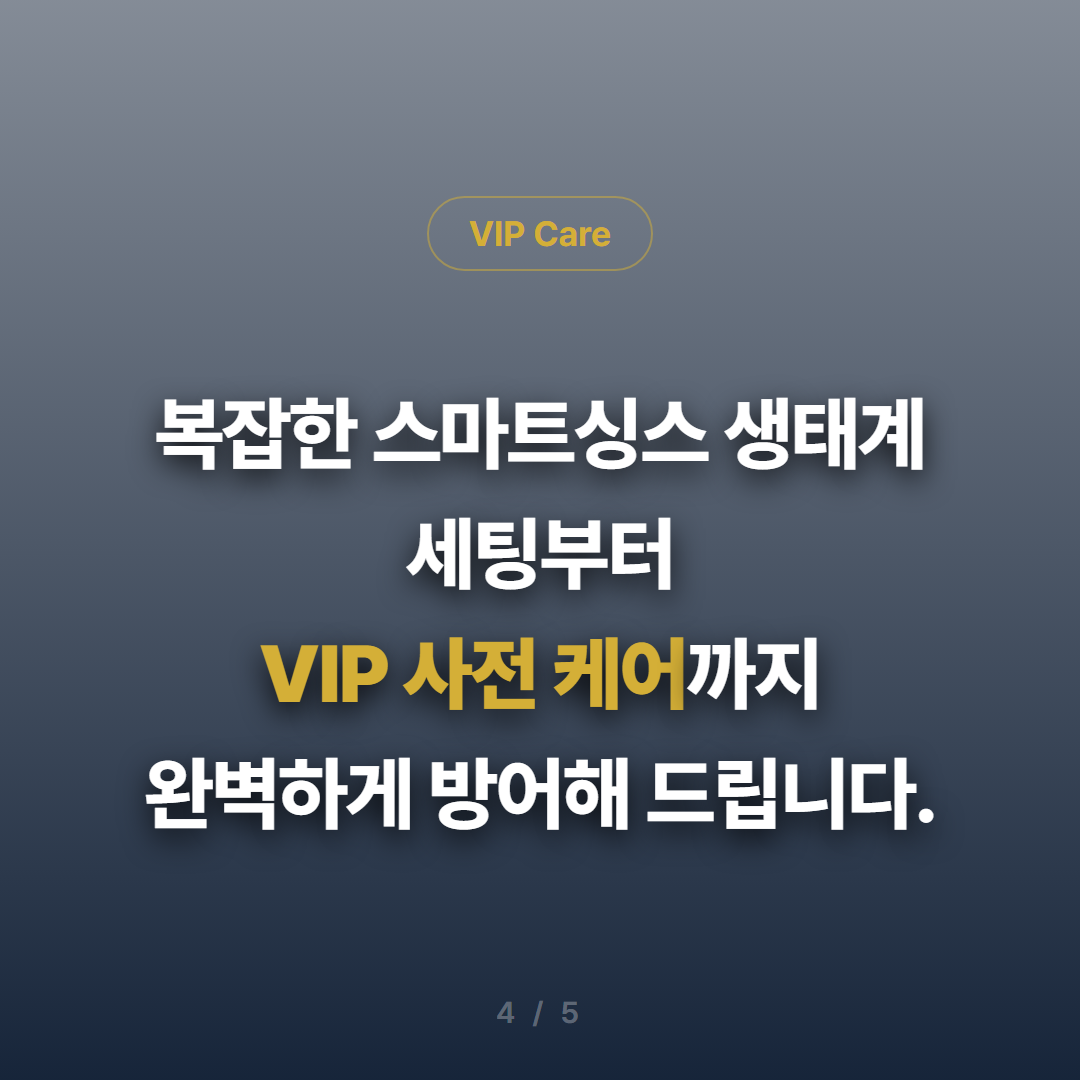 VIP Care
복잡한 스마트싱스 생태계
세팅부터
VIP 사전 케어까지
완벽하게 방어해 드립니다.
4 / 5